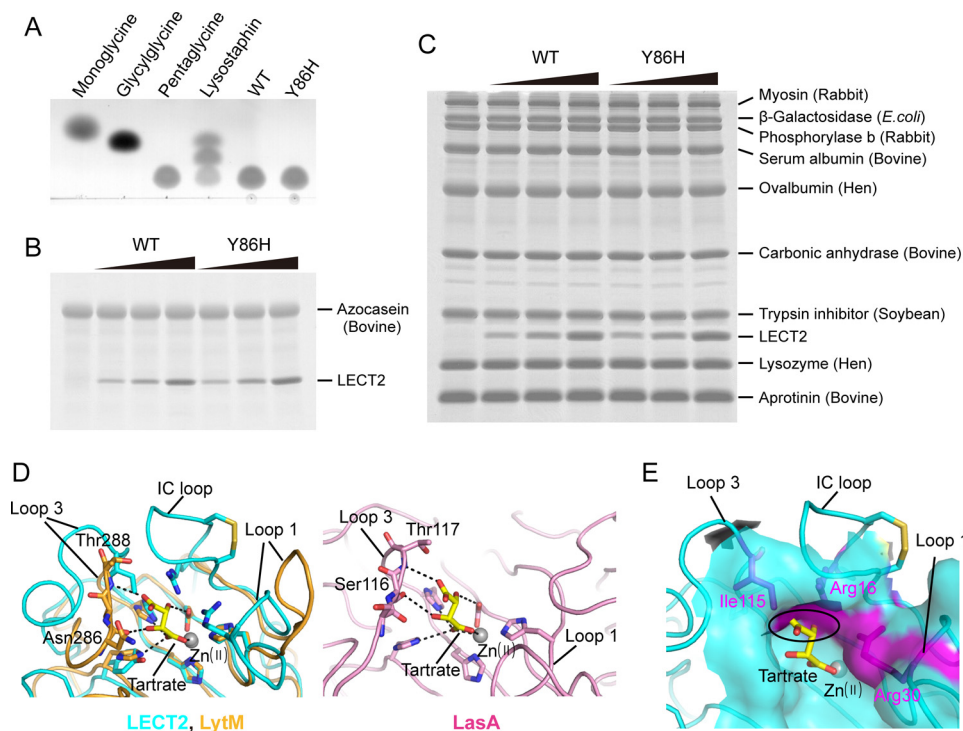 A
Monoglycine
Glycylglycine
Pentaglycine
Lysostaphin
WT
Y86H
B
WT
Y86H
Azocasein
(Bovine)
LECT2
C
WT
Y86H
Myosin (Rabbit)
β-Galactosidase (E.coli)
Phosphorylase b (Rabbit)
Serum albumin (Bovine)
Ovalbumin (Hen)
Carbonic anhydrase (Bovine)
Trypsin inhibitor (Soybean)
LECT2
Lysozyme (Hen)
Aprotinin (Bovine)
D
IC loop
Loop 3
Loop 1
Thr288
Asn286
Zn(II)
Tartrate
LECT2, LytM
Loop 3
Thr117
Ser116
Loop 1
Zn(II)
Tartrate
LasA
E
Loop 3
IC loop
Loop 1
Ile115
Arg16
Tartrate
Zn(II)
Arg30